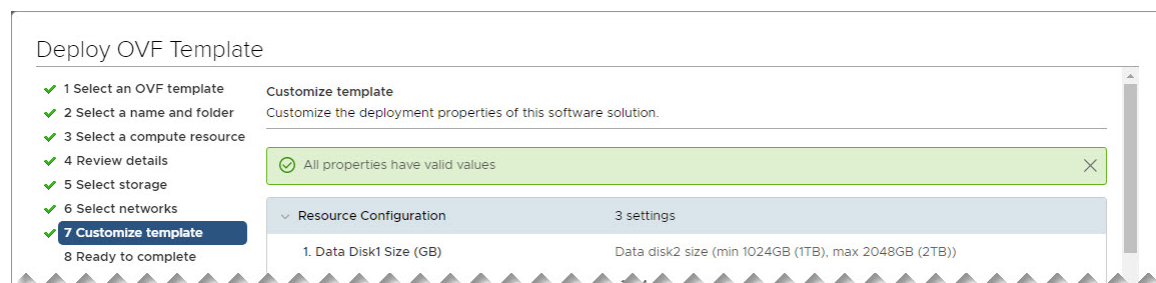 Deploy OVF Template
1 Select an OVF template
2 Select a name and folder
3 Select a compute resource
4 Review details
5 Select storage
6 Select networks
7 Customize template
8 Ready to complete
Customize template
Customize the deployment properties of this software solution.
All properties have valid values
Resource Configuration 3 settings
1. Data Disk1 Size (GB) Data disk2 size (min 1024GB (1TB), max 2048GB (2TB))